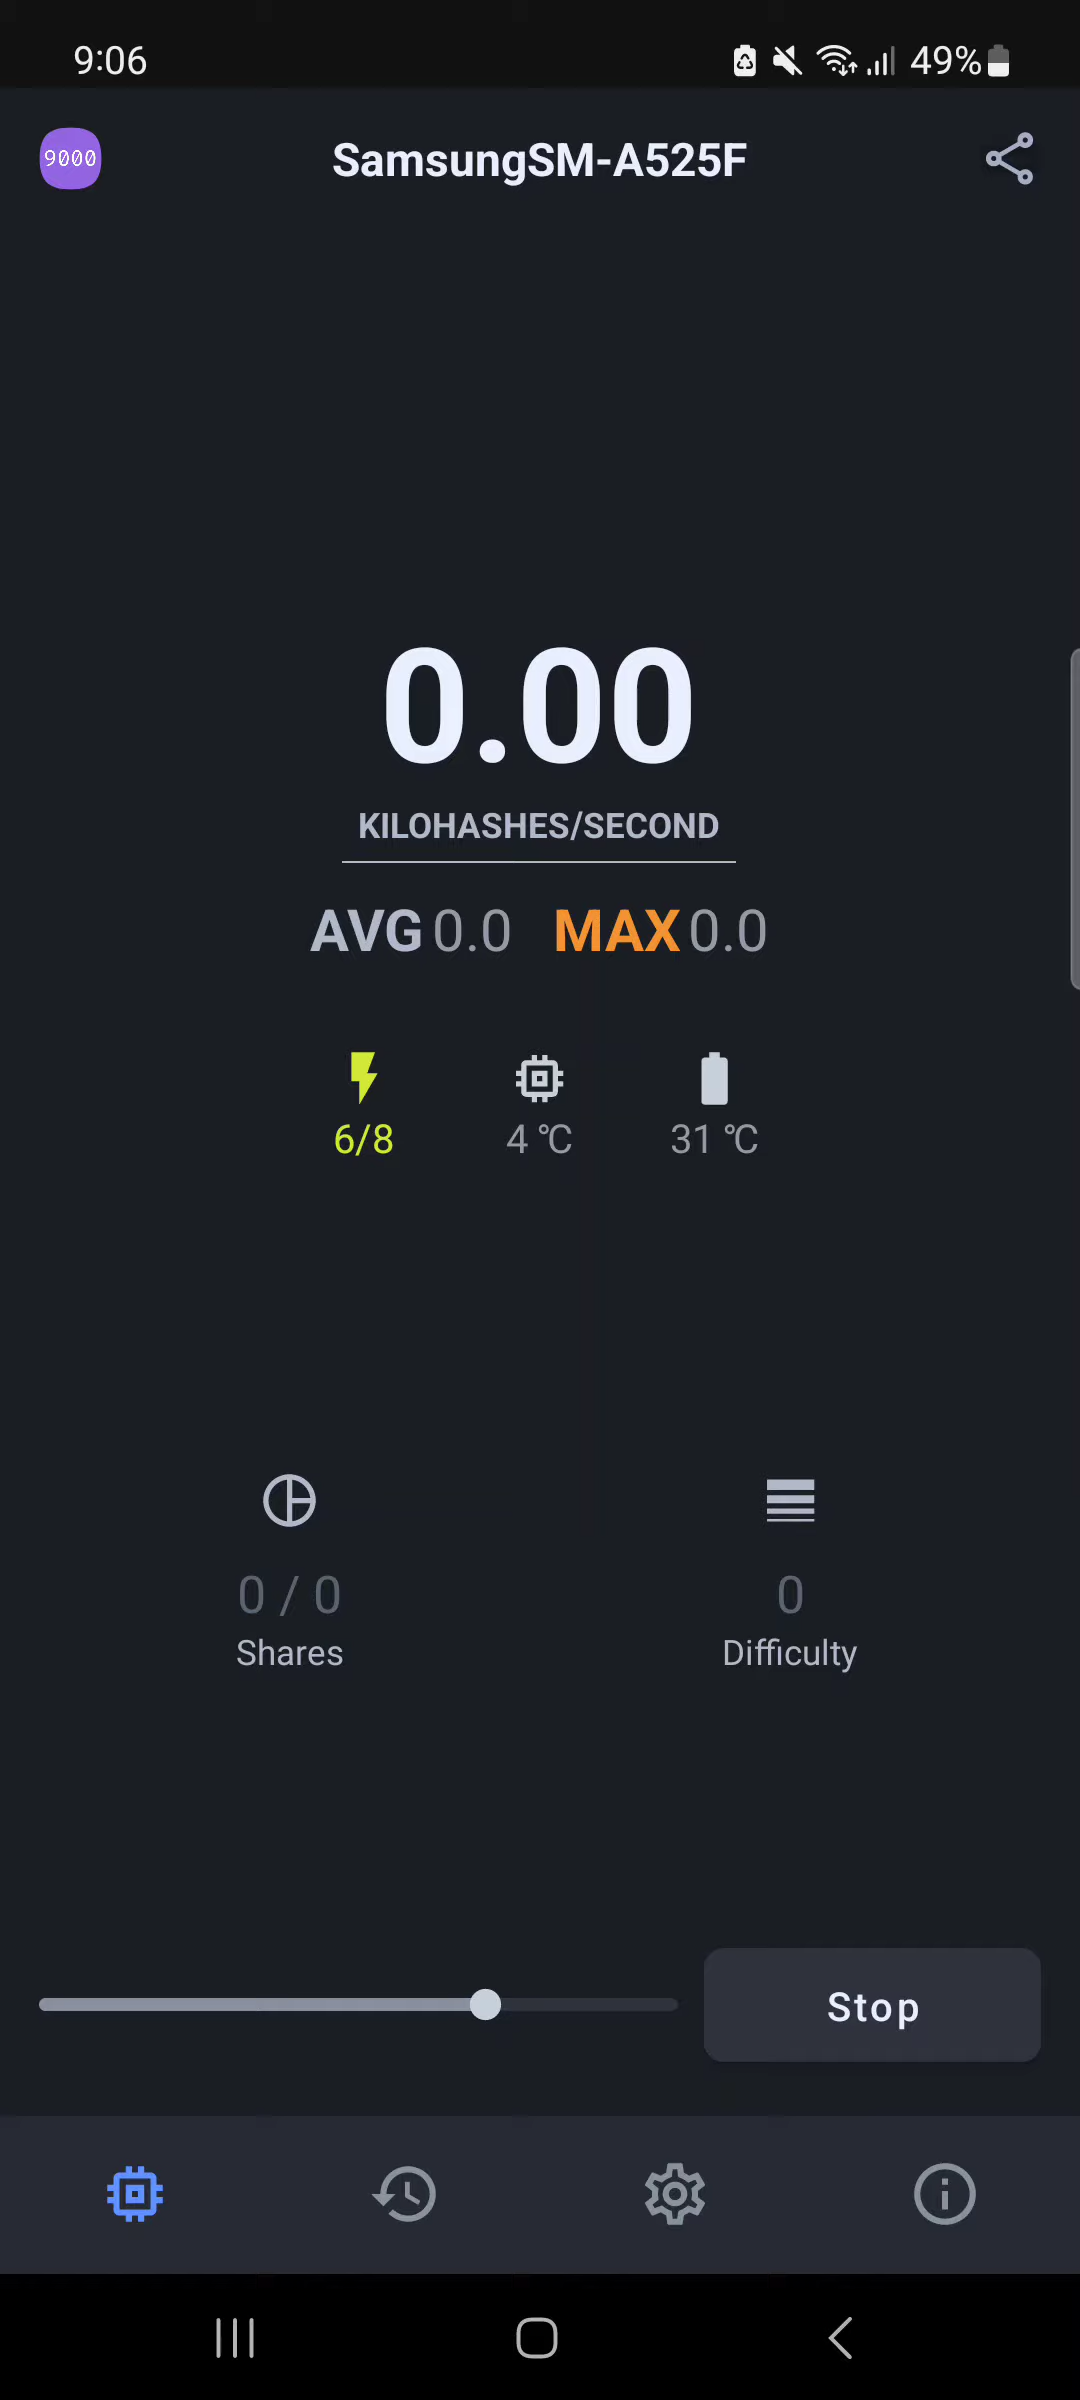 9:06
49%
9000
SamsungSM-A525F
0.00
KILOHASHES/SECOND
AVG 0.0 MAX 0.0
6/8 4 °C 31 °C
0 / 0 0
Shares Difficulty
Stop